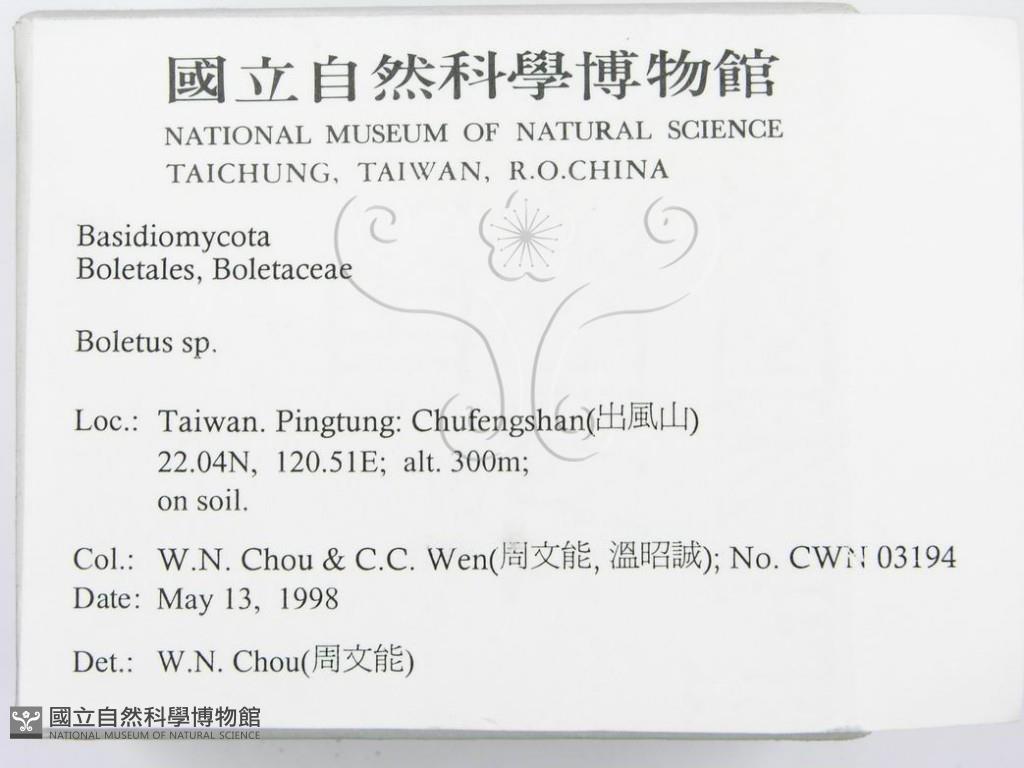 國立自然科學博物館
NATIONAL MUSEUM OF NATURAL SCIENCE
TAICHUNG, TAIWAN, R.O.CHINA
Basidiomycota
Boletales, Boletaceae
Boletus sp.
Loc.: Taiwan. Pingtung: Chufengshan(出風山)
22.04N, 120.51E; alt. 300m;
on soil.
Col.: W.N. Chou & C.C. Wen(周文能, 溫昭誠); No. CWN 03194
Date: May 13, 1998
Det.: W.N. Chou(周文能)
國立自然科學博物館
NATIONAL MUSEUM OF NATURAL SCIENCE